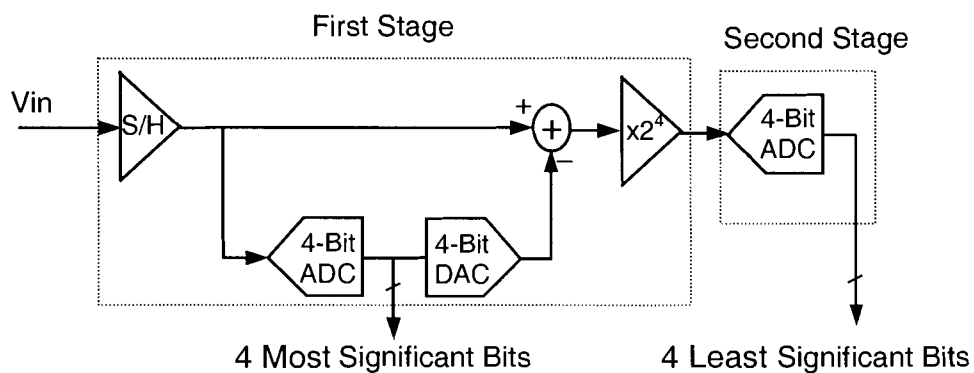 First Stage
Second Stage
Vin
S/H
+
+
−
x2⁴
4-Bit
ADC
4-Bit
ADC
4-Bit
DAC
4 Most Significant Bits
4 Least Significant Bits